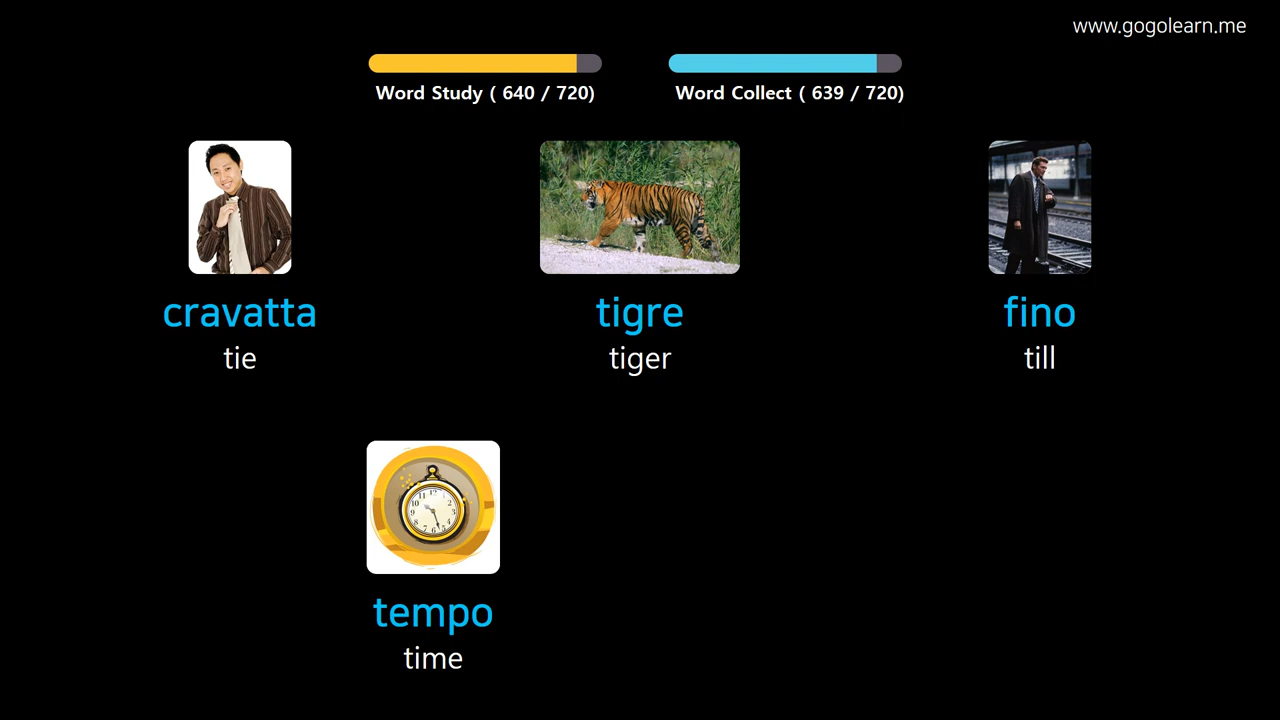 www.gogolearn.me
Word Study ( 640 / 720)
Word Collect ( 639 / 720)
cravatta
tie
tigre
tiger
fino
till
tempo
time